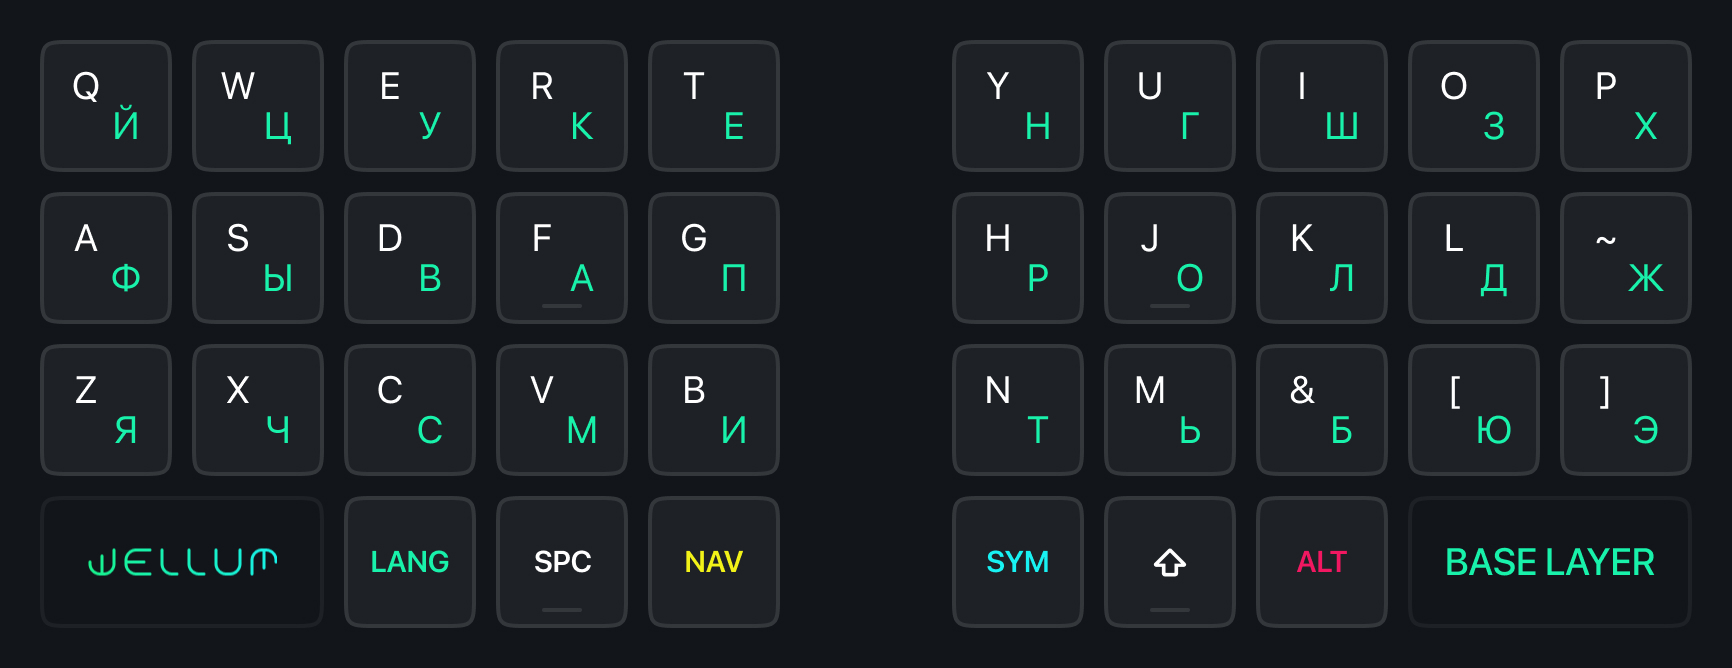 Q W E R T Y U I O P
Й Ц У К Е Н Г Ш З Х
A S D F G H J K L ~
Ф Ы В А П Р О Л Д Ж
Z X C V B N M & [ ]
Я Ч С М И Т Ь Б Ю Э
WELLUM LANG SPC NAV SYM ALT BASE LAYER